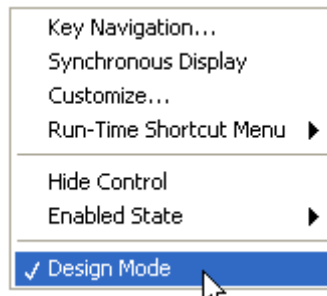 Key Navigation...
Synchronous Display
Customize...
Run-Time Shortcut Menu
Hide Control
Enabled State
Design Mode